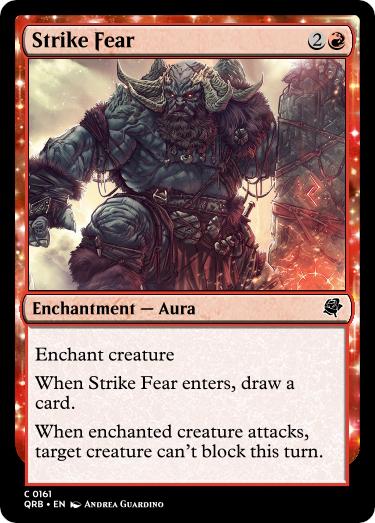 Strike Fear 2
Enchantment — Aura
Enchant creature
When Strike Fear enters, draw a
card.
When enchanted creature attacks,
target creature can't block this turn.
C 0161
QRB • EN Andrea Guardino